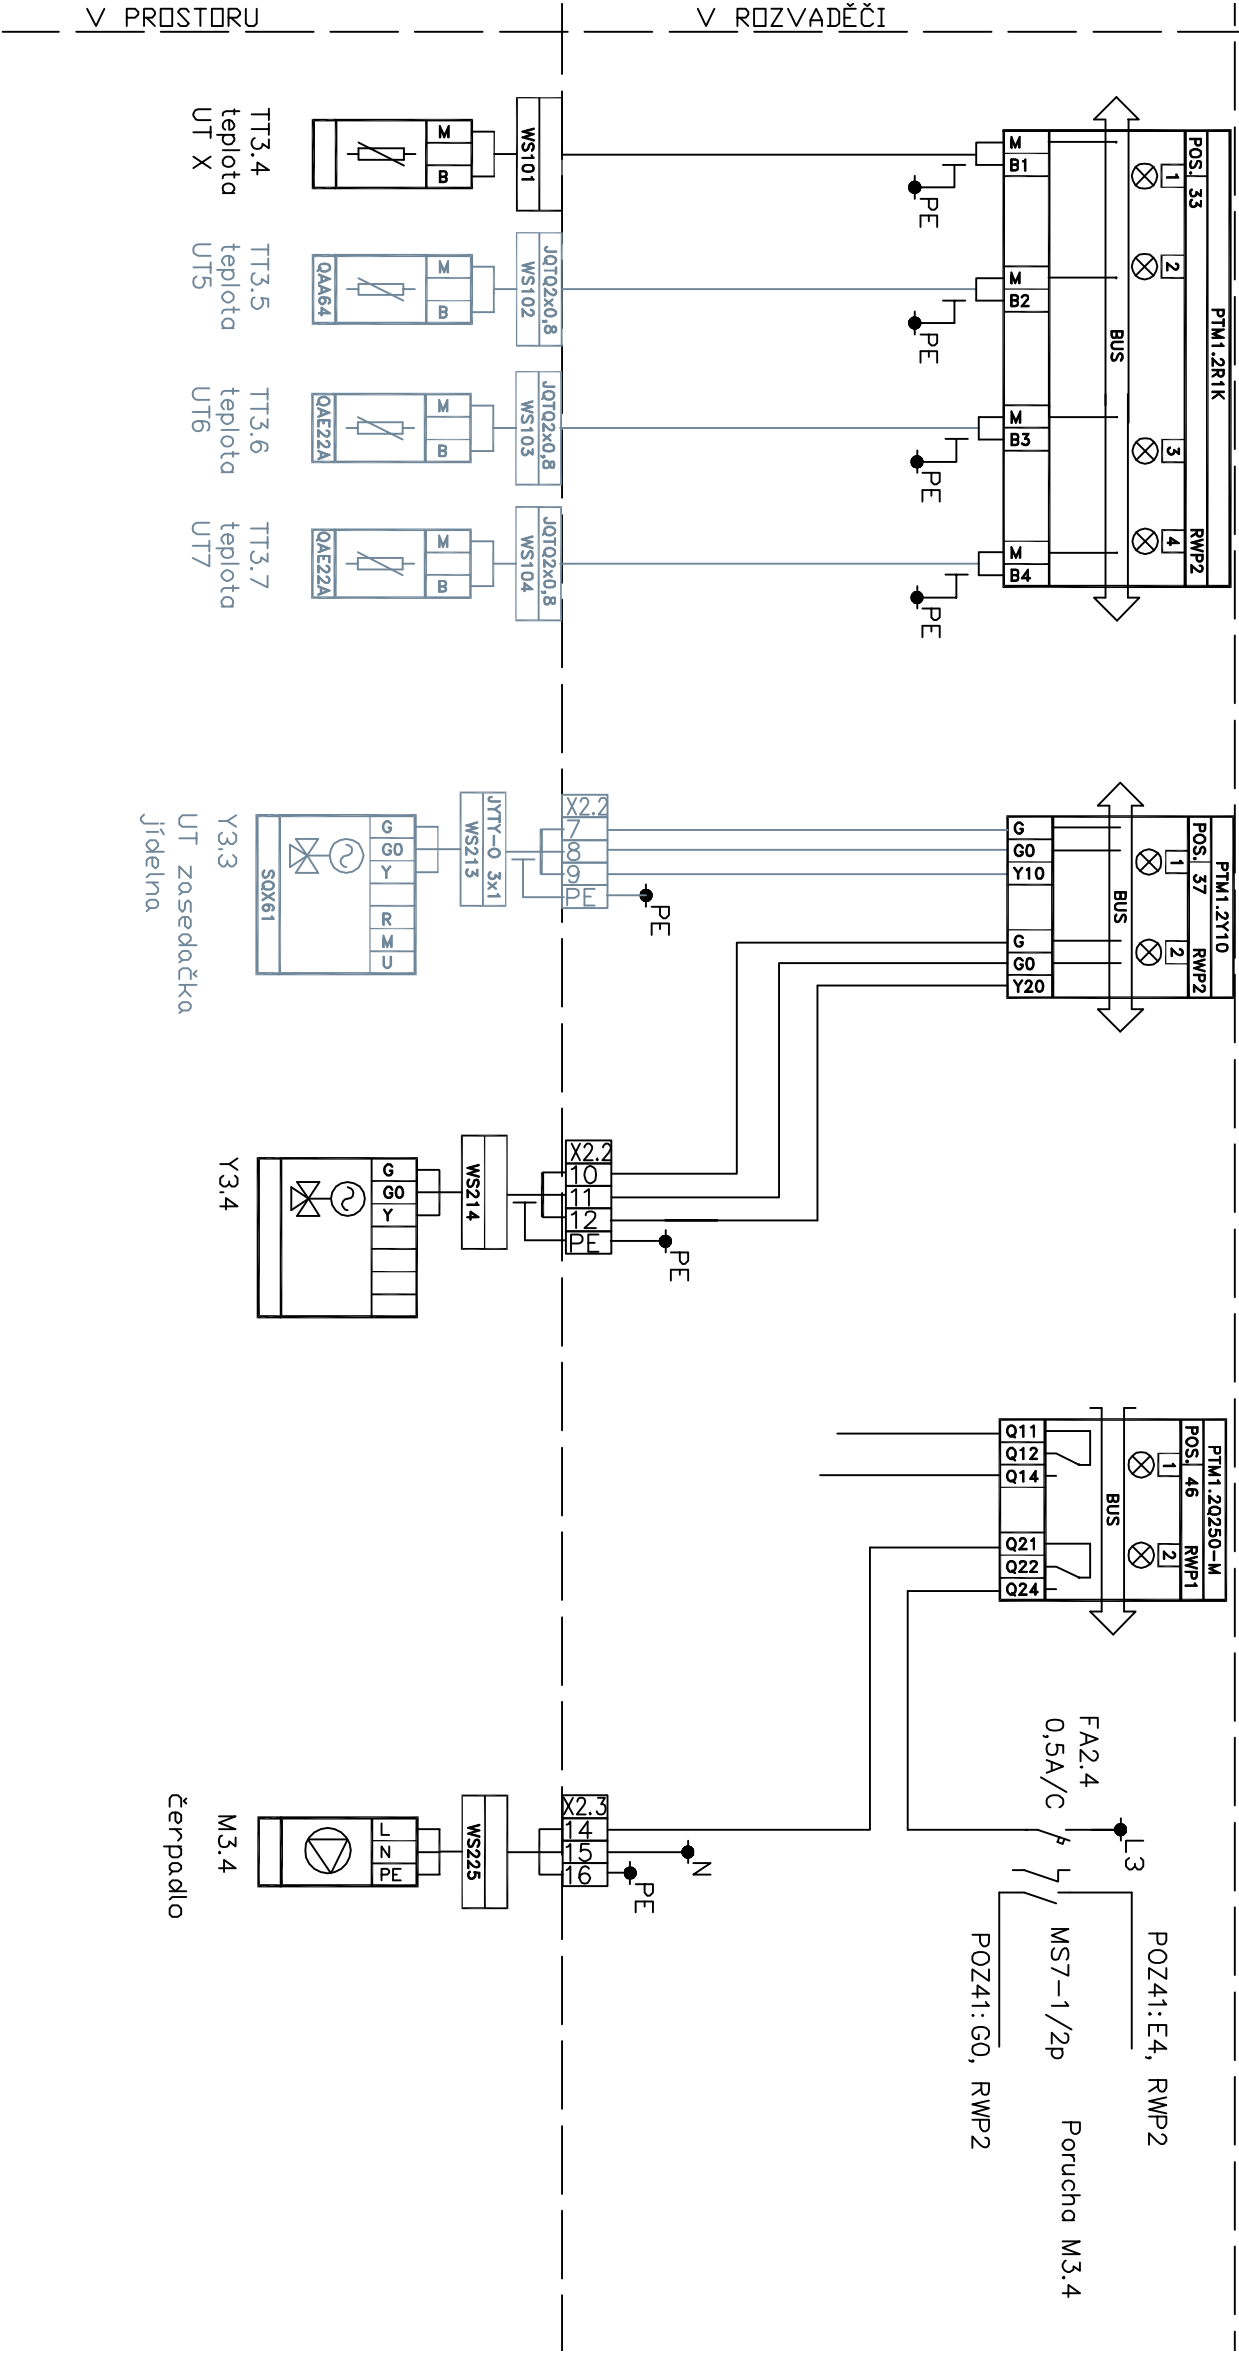 V PROSTORU
V ROZVADĚČI
PTM1.2R1K
POS. 33 RWP2
1
2
3
4
BUS
M
B1
M
B2
M
B3
M
B4
PE
PE
PE
PE
WS101
JQTQ2x0,8
WS102
JQTQ2x0,8
WS103
JQTQ2x0,8
WS104
M
B
M
B
QAA64
M
B
QAE22A
M
B
QAE22A
TT3.4
teplota
UT X
TT3.5
teplota
UT5
TT3.6
teplota
UT6
TT3.7
teplota
UT7
PTM1.2Y10
POS. 37 RWP2
1
2
BUS
G
G0
Y10
G
G0
Y20
X2.2
7
8
9
PE
PE
JYTY-O 3x1
WS213
G
G0
Y
R
M
U
SQX61
Y3.3
UT zasedačka
jídelna
X2.2
10
11
12
PE
PE
WS214
G
G0
Y
Y3.4
PTM1.2Q250-M
POS. 46 RWP1
1
2
BUS
Q11
Q12
Q14
Q21
Q22
Q24
FA2.4
0,5A/C
L3
MS7-1/2p
POZ41:E4, RWP2
POZ41:G0, RWP2
Porucha M3.4
X2.3
14
15
16
N
PE
WS225
L
N
PE
M3.4
čerpadlo